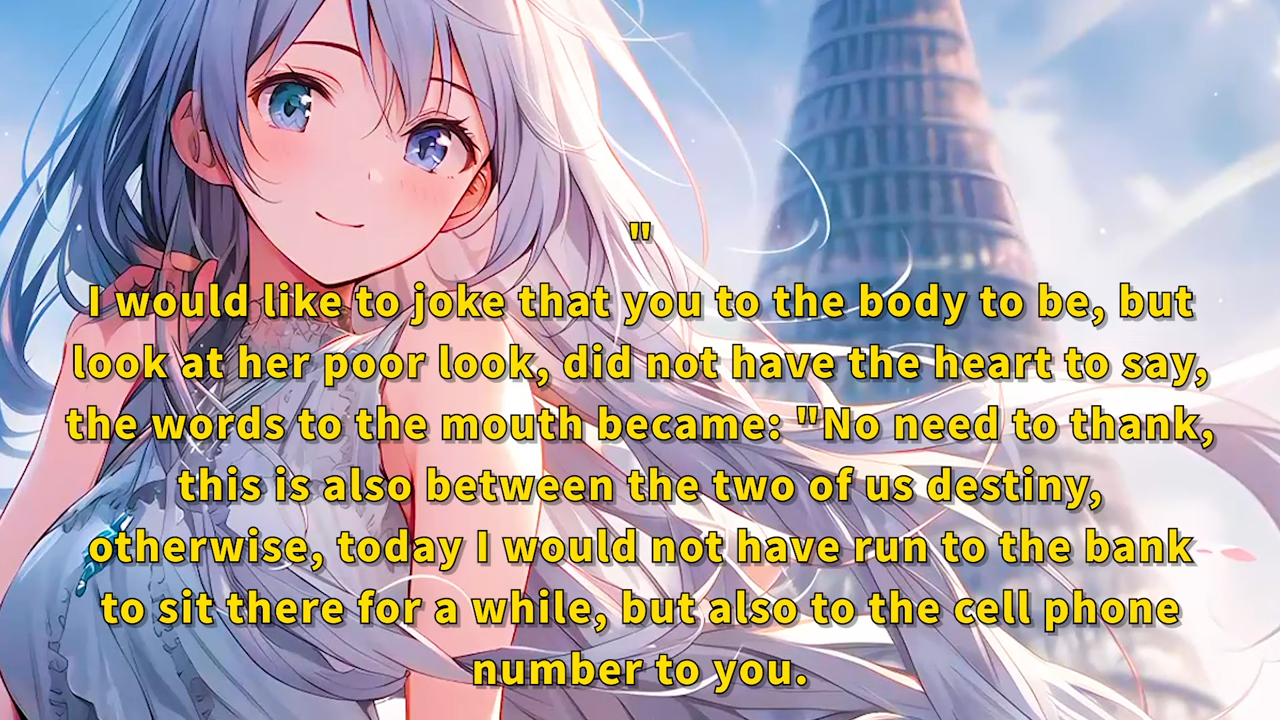 "
I would like to joke that you to the body to be, but
look at her poor look, did not have the heart to say,
the words to the mouth became: "No need to thank,
this is also between the two of us destiny,
otherwise, today I would not have run to the bank
to sit there for a while, but also to the cell phone
number to you.